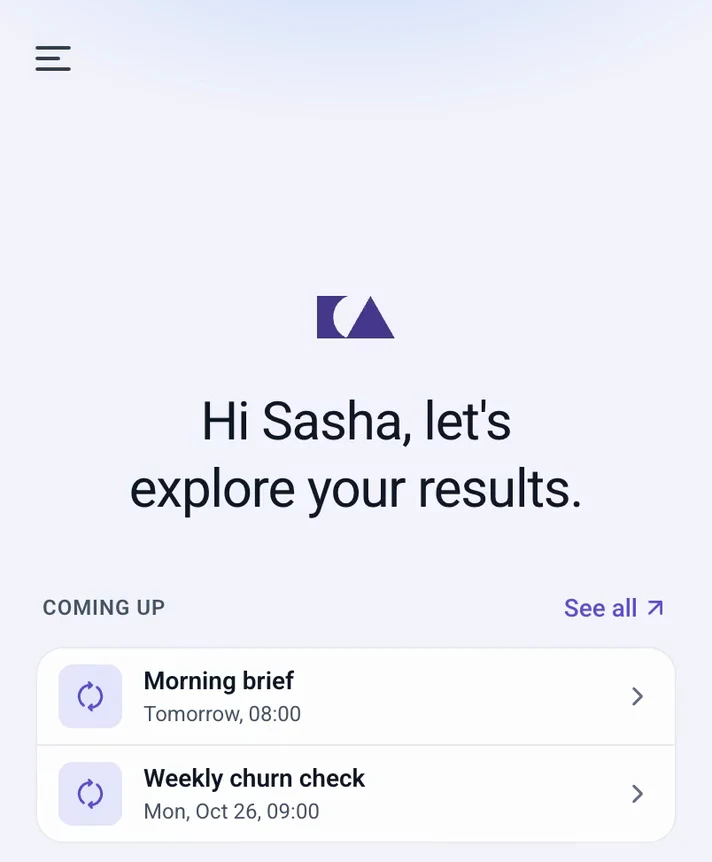 Hi Sasha, let's
explore your results.
COMING UP
See all
Morning brief
Tomorrow, 08:00
Weekly churn check
Mon, Oct 26, 09:00